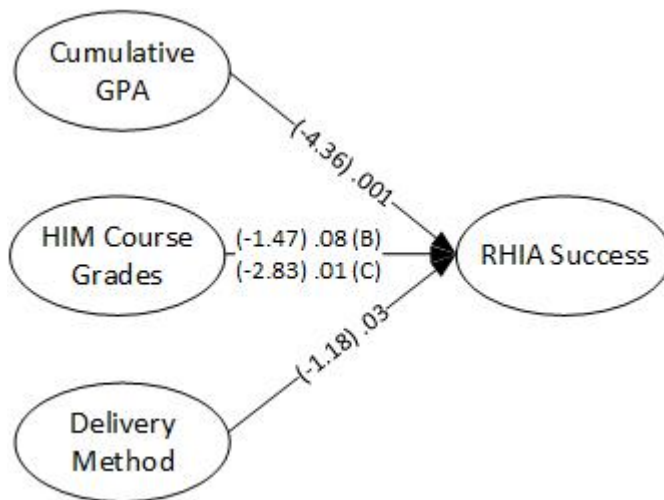 Cumulative
GPA
(-4.36) .001
HIM Course
Grades
(-1.47) .08 (B)
(-2.83) .01 (C)
RHIA Success
(-1.18) .03
Delivery
Method